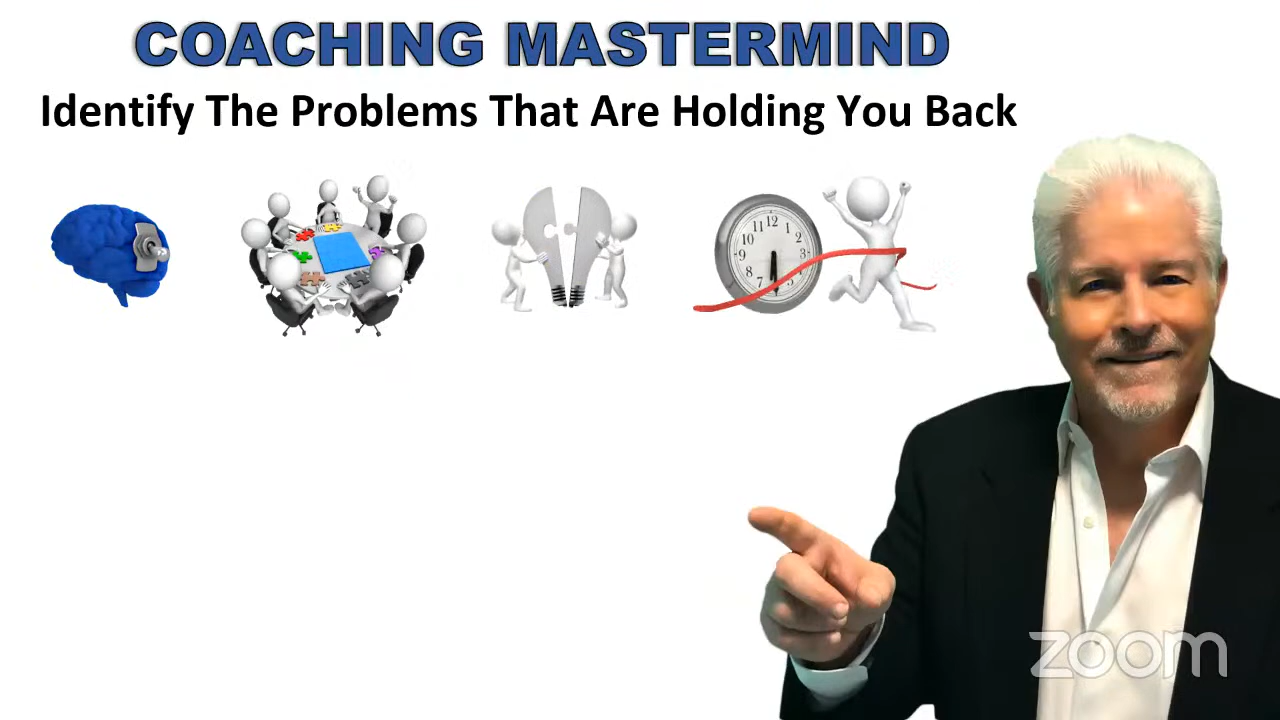 COACHING MASTERMIND
Identify The Problems That Are Holding You Back
zoom